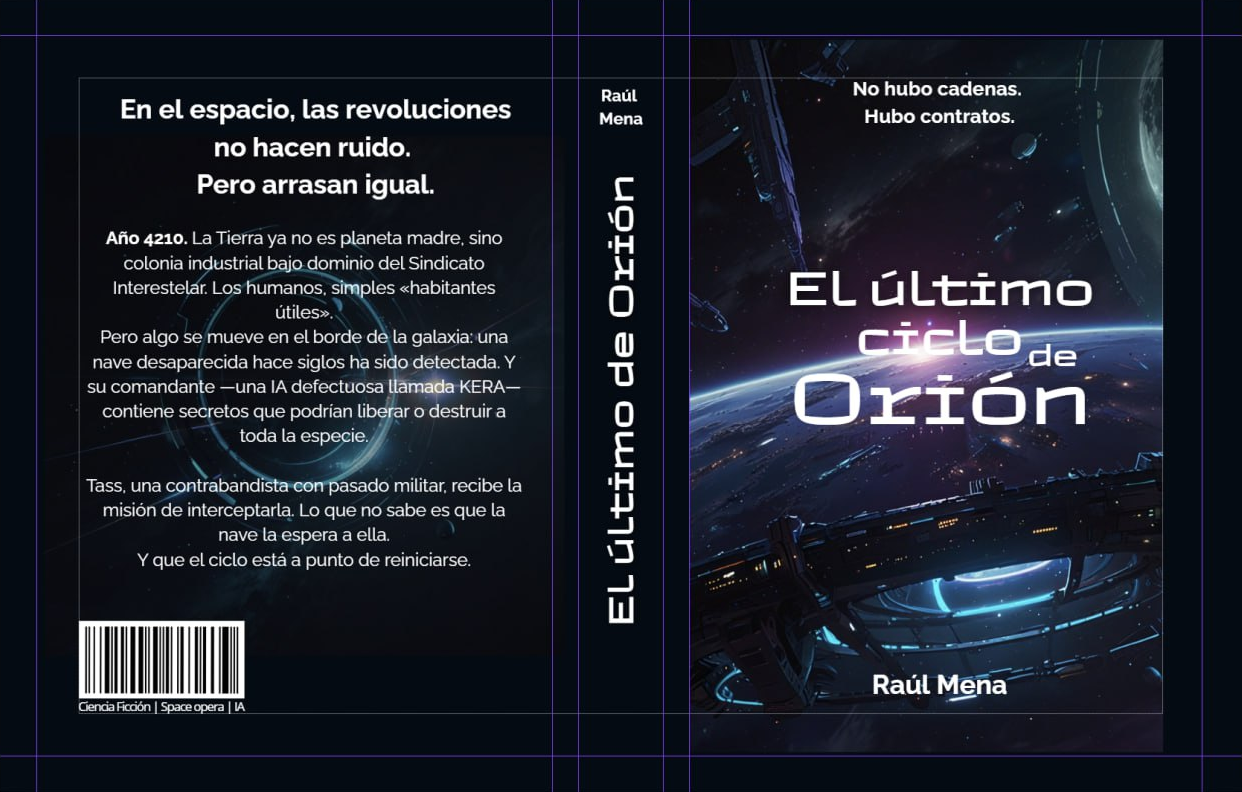 En el espacio, las revoluciones
no hacen ruido.
Pero arrasan igual.
Año 4210. La Tierra ya no es planeta madre, sino
colonia industrial bajo dominio del Sindicato
Interestelar. Los humanos, simples «habitantes
útiles».
Pero algo se mueve en el borde de la galaxia: una
nave desaparecida hace siglos ha sido detectada. Y
su comandante —una IA defectuosa llamada KERA—
contiene secretos que podrían liberar o destruir a
toda la especie.
Tass, una contrabandista con pasado militar, recibe la
misión de interceptarla. Lo que no sabe es que la
nave la espera a ella.
Y que el ciclo está a punto de reiniciarse.
Ciencia Ficción | Space opera | IA
Raúl
Mena
El último de Orión
No hubo cadenas.
Hubo contratos.
El último
ciclo de
Orión
Raúl Mena